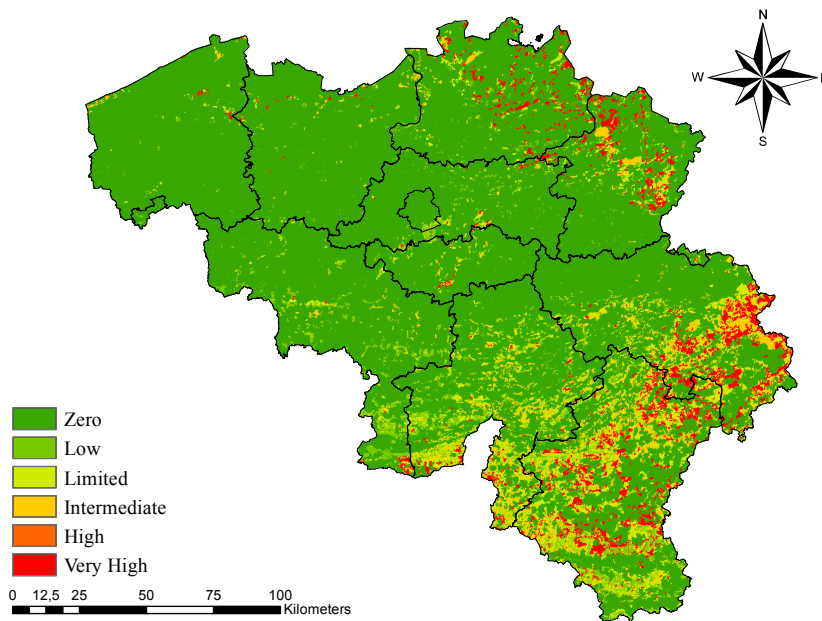 N
W
E
S
Zero
Low
Limited
Intermediate
High
Very High
0 12,5 25 50 75 100
Kilometers